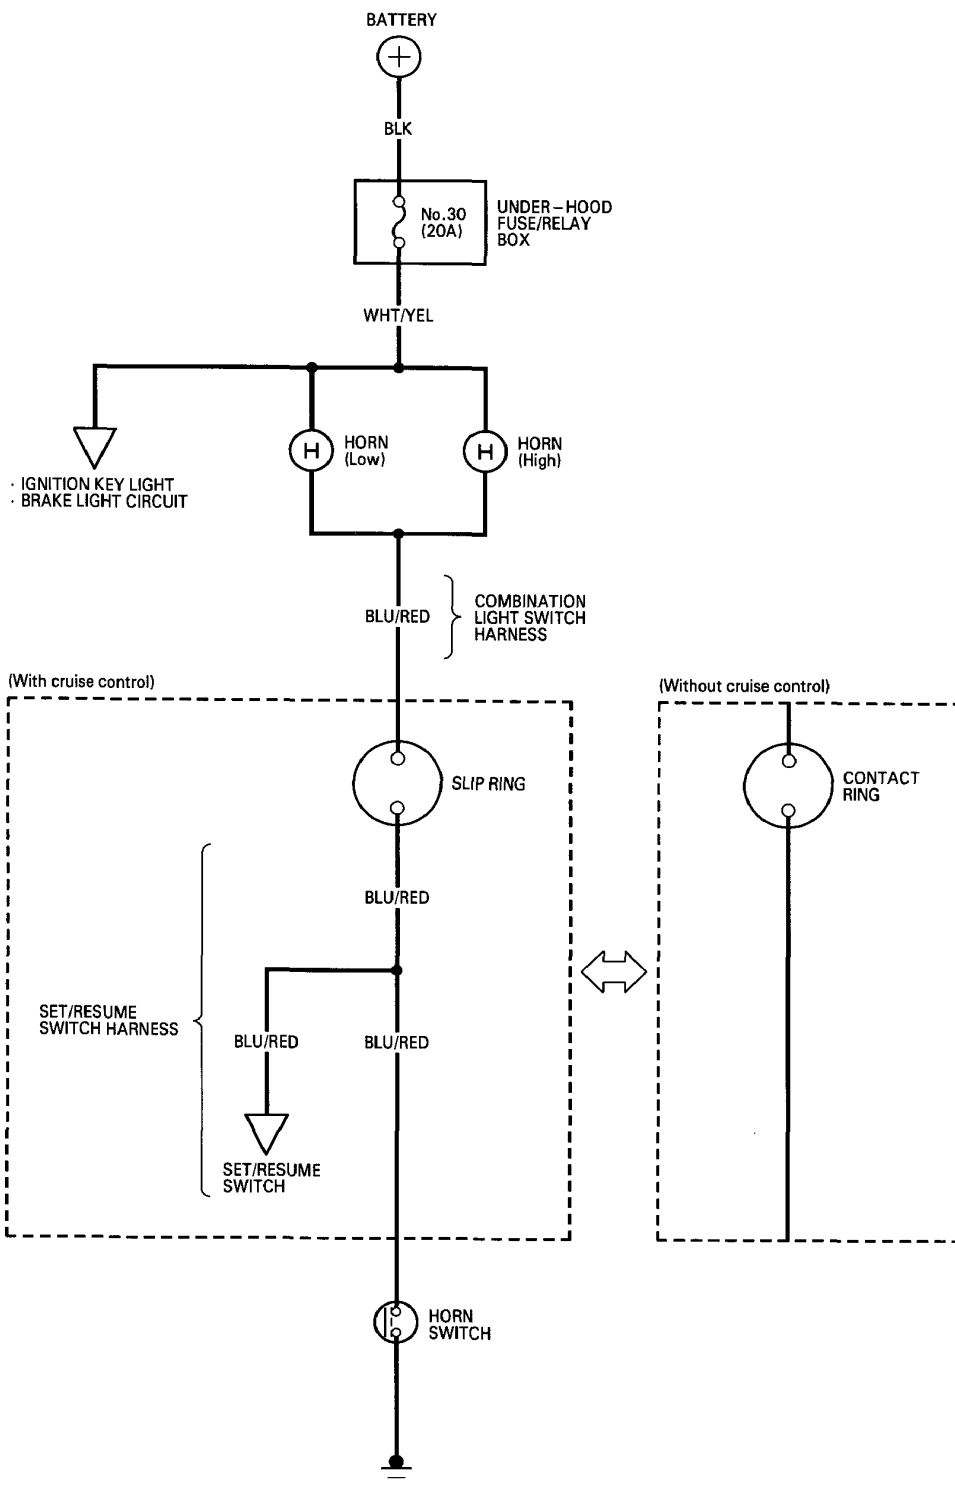 BATTERY
+
BLK
No.30
(20A)
UNDER-HOOD
FUSE/RELAY
BOX
WHT/YEL
H
HORN
(Low)
H
HORN
(High)
· IGNITION KEY LIGHT
· BRAKE LIGHT CIRCUIT
BLU/RED
COMBINATION
LIGHT SWITCH
HARNESS
(With cruise control)
(Without cruise control)
SLIP RING
CONTACT
RING
BLU/RED
SET/RESUME
SWITCH HARNESS
BLU/RED
BLU/RED
SET/RESUME
SWITCH
HORN
SWITCH